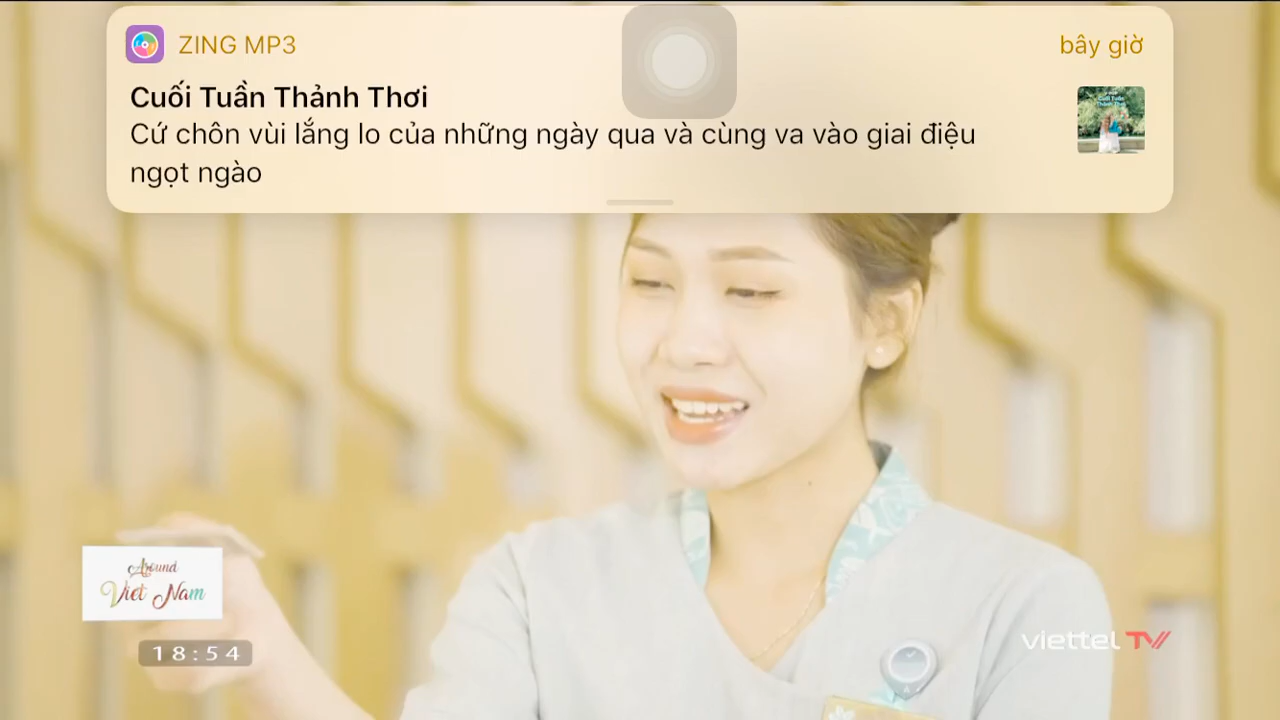 ZING MP3
bây giờ
Cuối Tuần Thảnh Thơi
Cứ chôn vùi lắng lo của những ngày qua và cùng va vào giai điệu
ngọt ngào
Around
Viet Nam
18:54
viettel TV